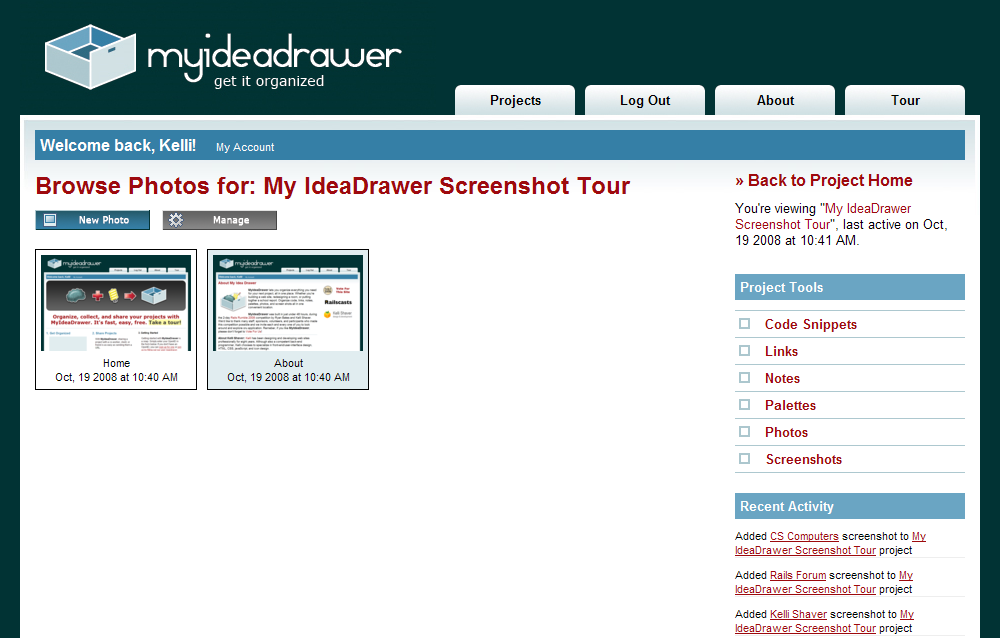 myideadrawer
get it organized
Projects
Log Out
About
Tour
Welcome back, Kelli! My Account
Browse Photos for: My IdeaDrawer Screenshot Tour
New Photo
Manage
myideadrawer
Organize, collect, and share your projects with
MyIdeaDrawer. It's fast, easy, free. Take a tour!
Home
Oct, 19 2008 at 10:40 AM
myideadrawer
About My Idea Drawer
Railscasts
About
Oct, 19 2008 at 10:40 AM
» Back to Project Home
You're viewing "My IdeaDrawer
Screenshot Tour", last active on Oct,
19 2008 at 10:41 AM.
Project Tools
Code Snippets
Links
Notes
Palettes
Photos
Screenshots
Recent Activity
Added CS Computers screenshot to My
IdeaDrawer Screenshot Tour project
Added Rails Forum screenshot to My
IdeaDrawer Screenshot Tour project
Added Kelli Shaver screenshot to My
IdeaDrawer Screenshot Tour project